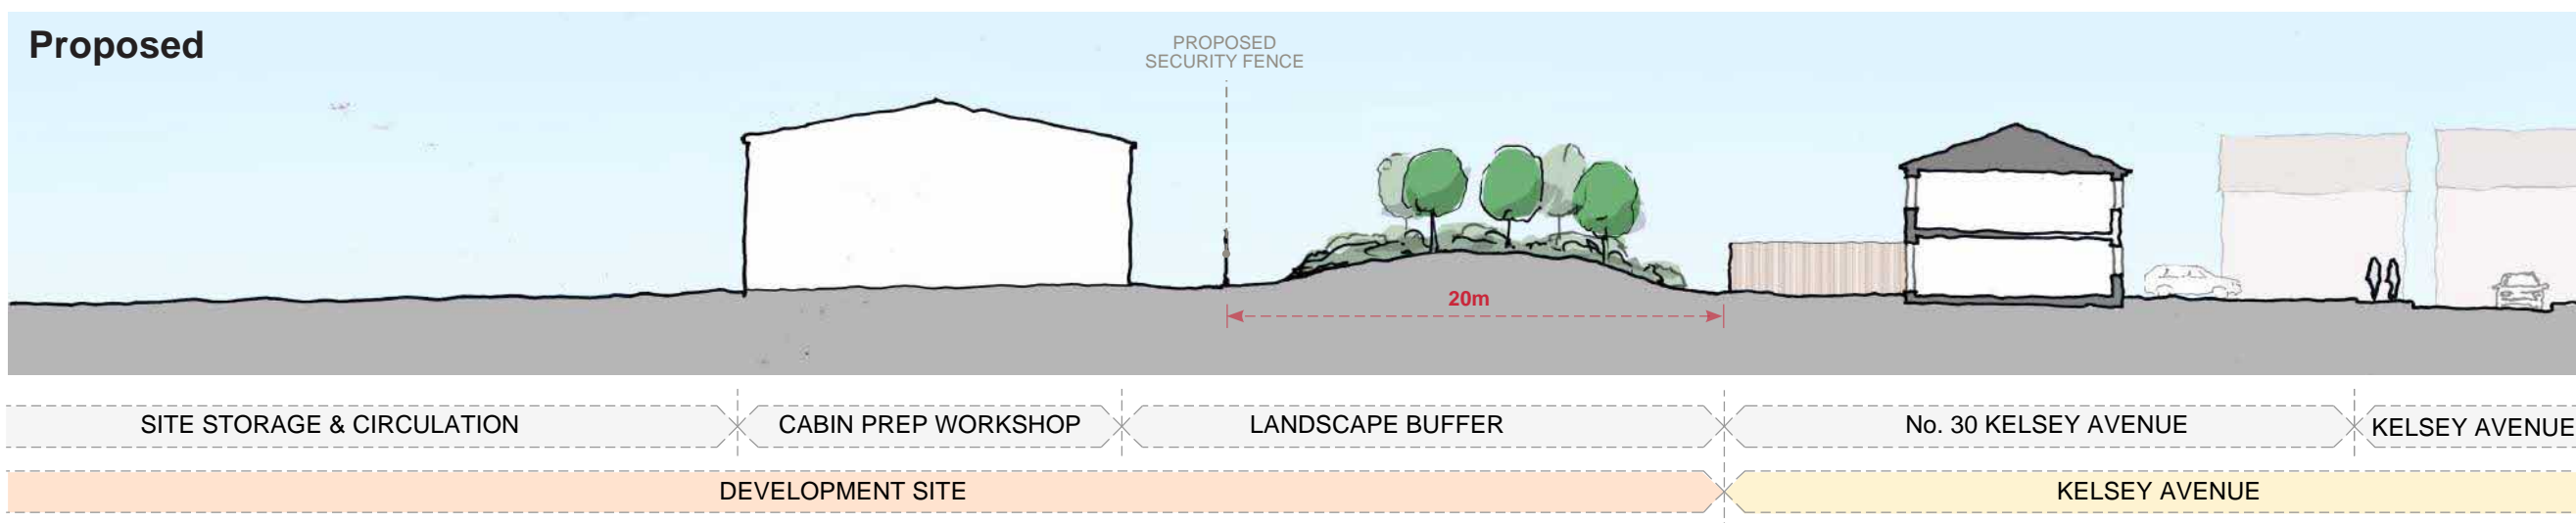 Proposed
PROPOSED
SECURITY FENCE
20m
SITE STORAGE & CIRCULATION
CABIN PREP WORKSHOP
LANDSCAPE BUFFER
No. 30 KELSEY AVENUE
KELSEY AVENUE
DEVELOPMENT SITE
KELSEY AVENUE